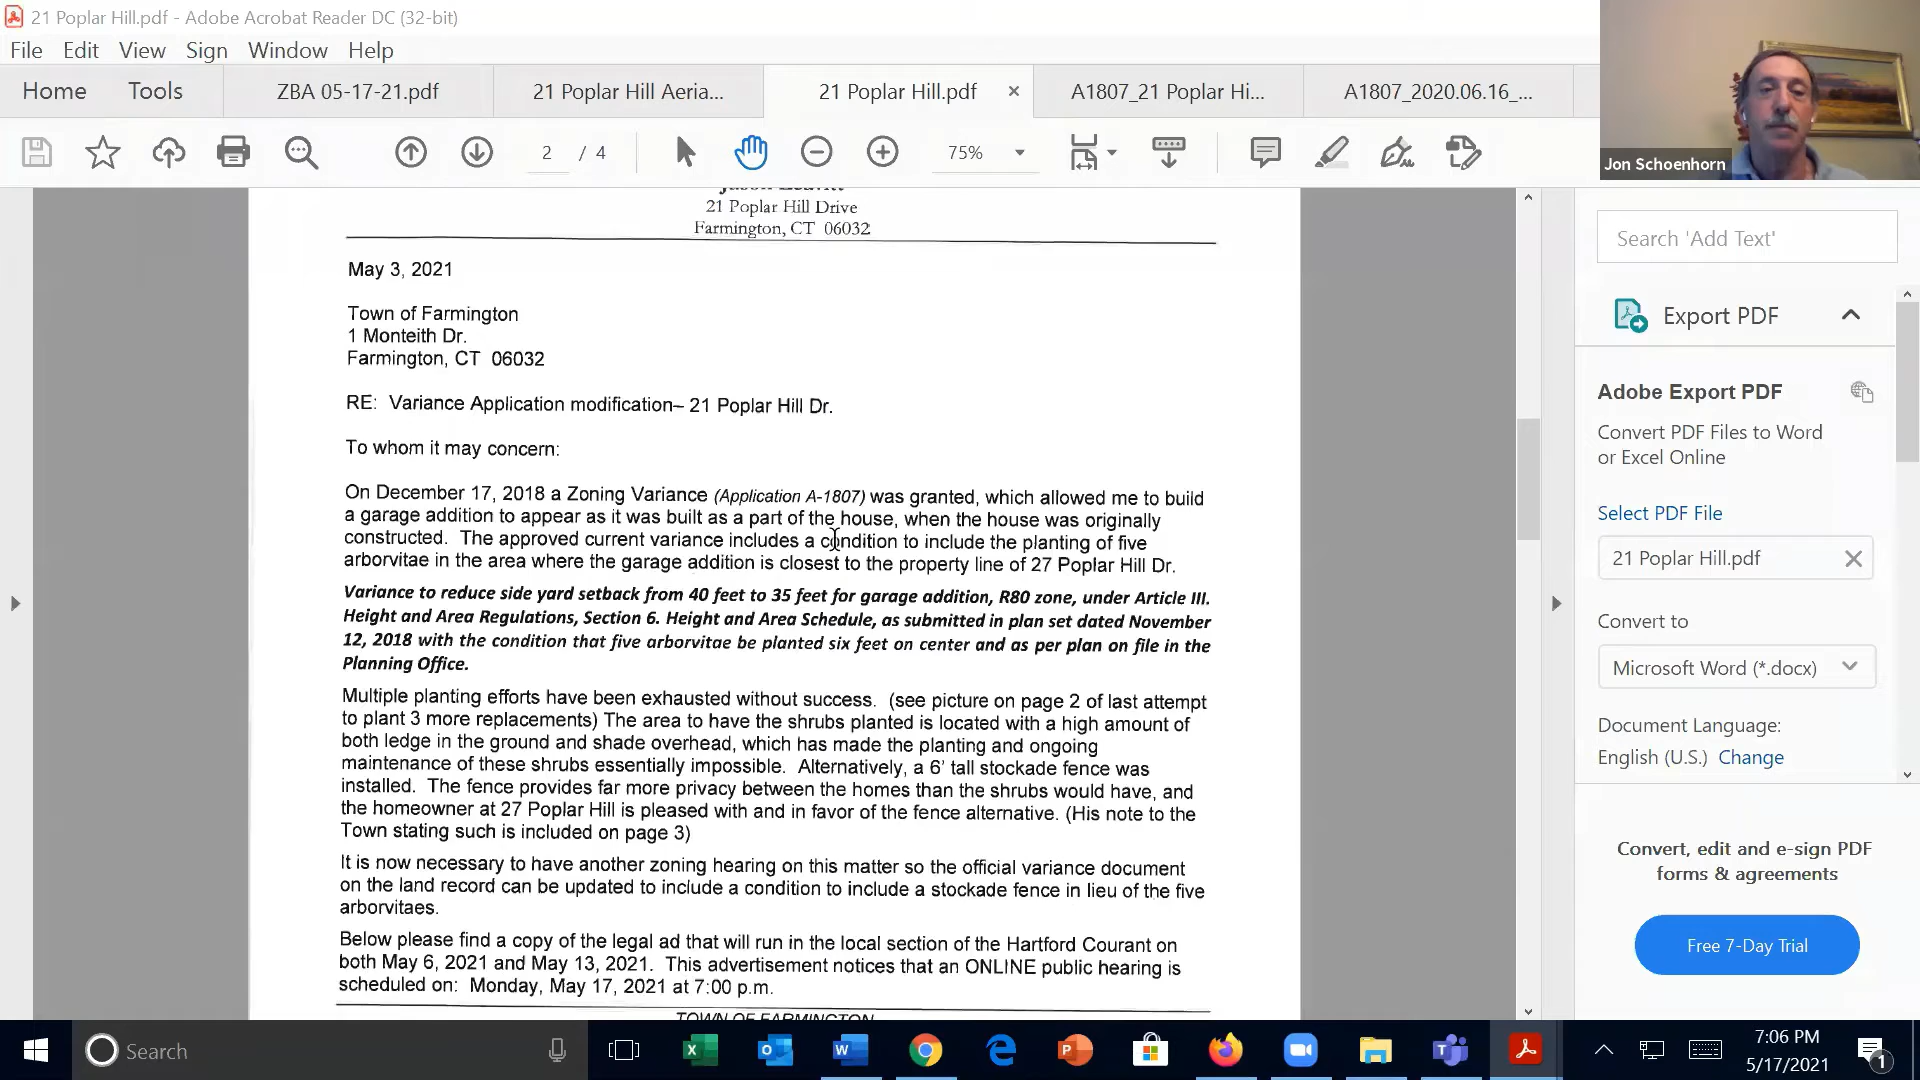 21 Poplar Hill.pdf - Adobe Acrobat Reader DC (32-bit)
File Edit View Sign Window Help
Home Tools ZBA 05-17-21.pdf 21 Poplar Hill Aeria... 21 Poplar Hill.pdf A1807_21 Poplar Hi... A1807_2020.06.16_...
2 / 4 75%
Jon Schoenhorn
21 Poplar Hill Drive
Farmington, CT 06032
May 3, 2021
Town of Farmington
1 Monteith Dr.
Farmington, CT 06032
RE: Variance Application modification– 21 Poplar Hill Dr.
To whom it may concern:
On December 17, 2018 a Zoning Variance (Application A-1807) was granted, which allowed me to build
a garage addition to appear as it was built as a part of the house, when the house was originally
constructed. The approved current variance includes a condition to include the planting of five
arborvitae in the area where the garage addition is closest to the property line of 27 Poplar Hill Dr.
Variance to reduce side yard setback from 40 feet to 35 feet for garage addition, R80 zone, under Article III.
Height and Area Regulations, Section 6. Height and Area Schedule, as submitted in plan set dated November
12, 2018 with the condition that five arborvitae be planted six feet on center and as per plan on file in the
Planning Office.
Multiple planting efforts have been exhausted without success. (see picture on page 2 of last attempt
to plant 3 more replacements) The area to have the shrubs planted is located with a high amount of
both ledge in the ground and shade overhead, which has made the planting and ongoing
maintenance of these shrubs essentially impossible. Alternatively, a 6' tall stockade fence was
installed. The fence provides far more privacy between the homes than the shrubs would have, and
the homeowner at 27 Poplar Hill is pleased with and in favor of the fence alternative. (His note to the
Town stating such is included on page 3)
It is now necessary to have another zoning hearing on this matter so the official variance document
on the land record can be updated to include a condition to include a stockade fence in lieu of the five
arborvitaes.
Below please find a copy of the legal ad that will run in the local section of the Hartford Courant on
both May 6, 2021 and May 13, 2021. This advertisement notices that an ONLINE public hearing is
scheduled on: Monday, May 17, 2021 at 7:00 p.m.
TOWN OF FARMINGTON
Search 'Add Text'
Export PDF
Adobe Export PDF
Convert PDF Files to Word
or Excel Online
Select PDF File
21 Poplar Hill.pdf
Convert to
Microsoft Word (*.docx)
Document Language:
English (U.S.) Change
Convert, edit and e-sign PDF
forms & agreements
Free 7-Day Trial
Search
7:06 PM
5/17/2021
1